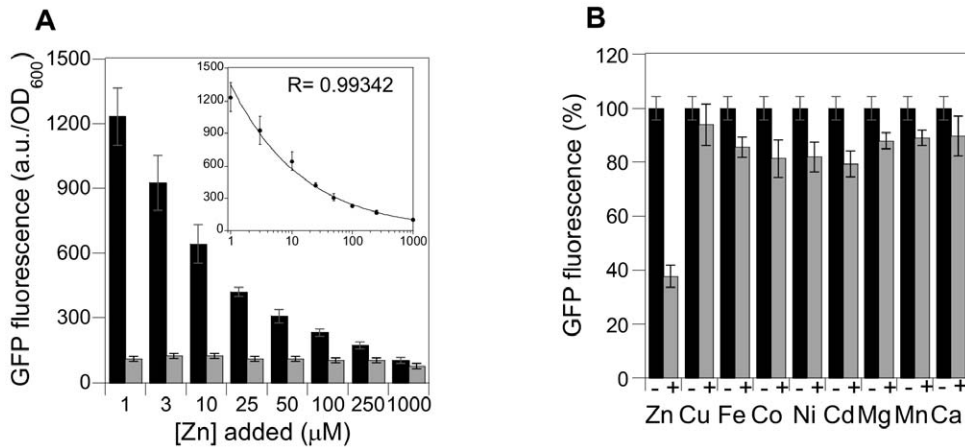 A
GFP fluorescence (a.u./OD600)
1500
1200
900
600
300
0
1 3 10 25 50 100 250 1000
[Zn] added (μM)
R= 0.99342
1500
1200
900
600
300
0
1 10 100 1000
B
GFP fluorescence (%)
120
100
80
60
40
20
0
- + - + - + - + - + - + - + - + - +
Zn Cu Fe Co Ni Cd Mg Mn Ca